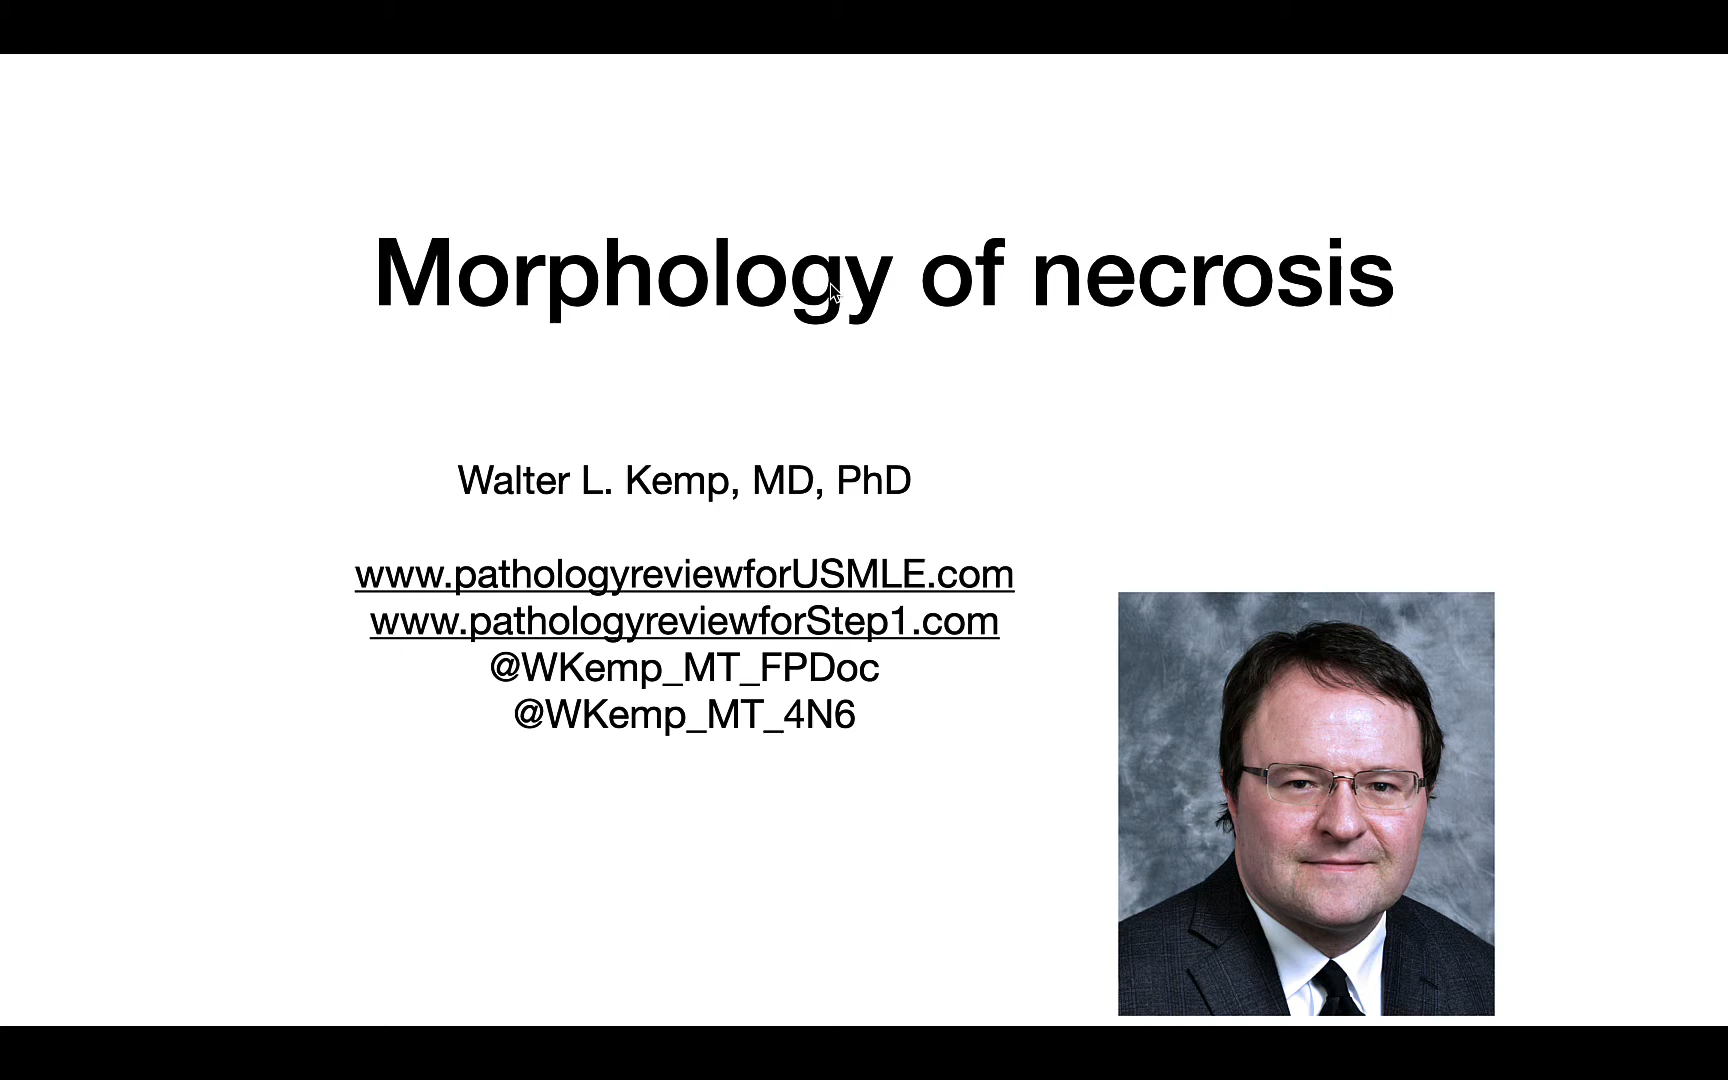 Morphology of necrosis
Walter L. Kemp, MD, PhD
www.pathologyreviewforUSMLE.com
www.pathologyreviewforStep1.com
@WKemp_MT_FPDoc
@WKemp_MT_4N6